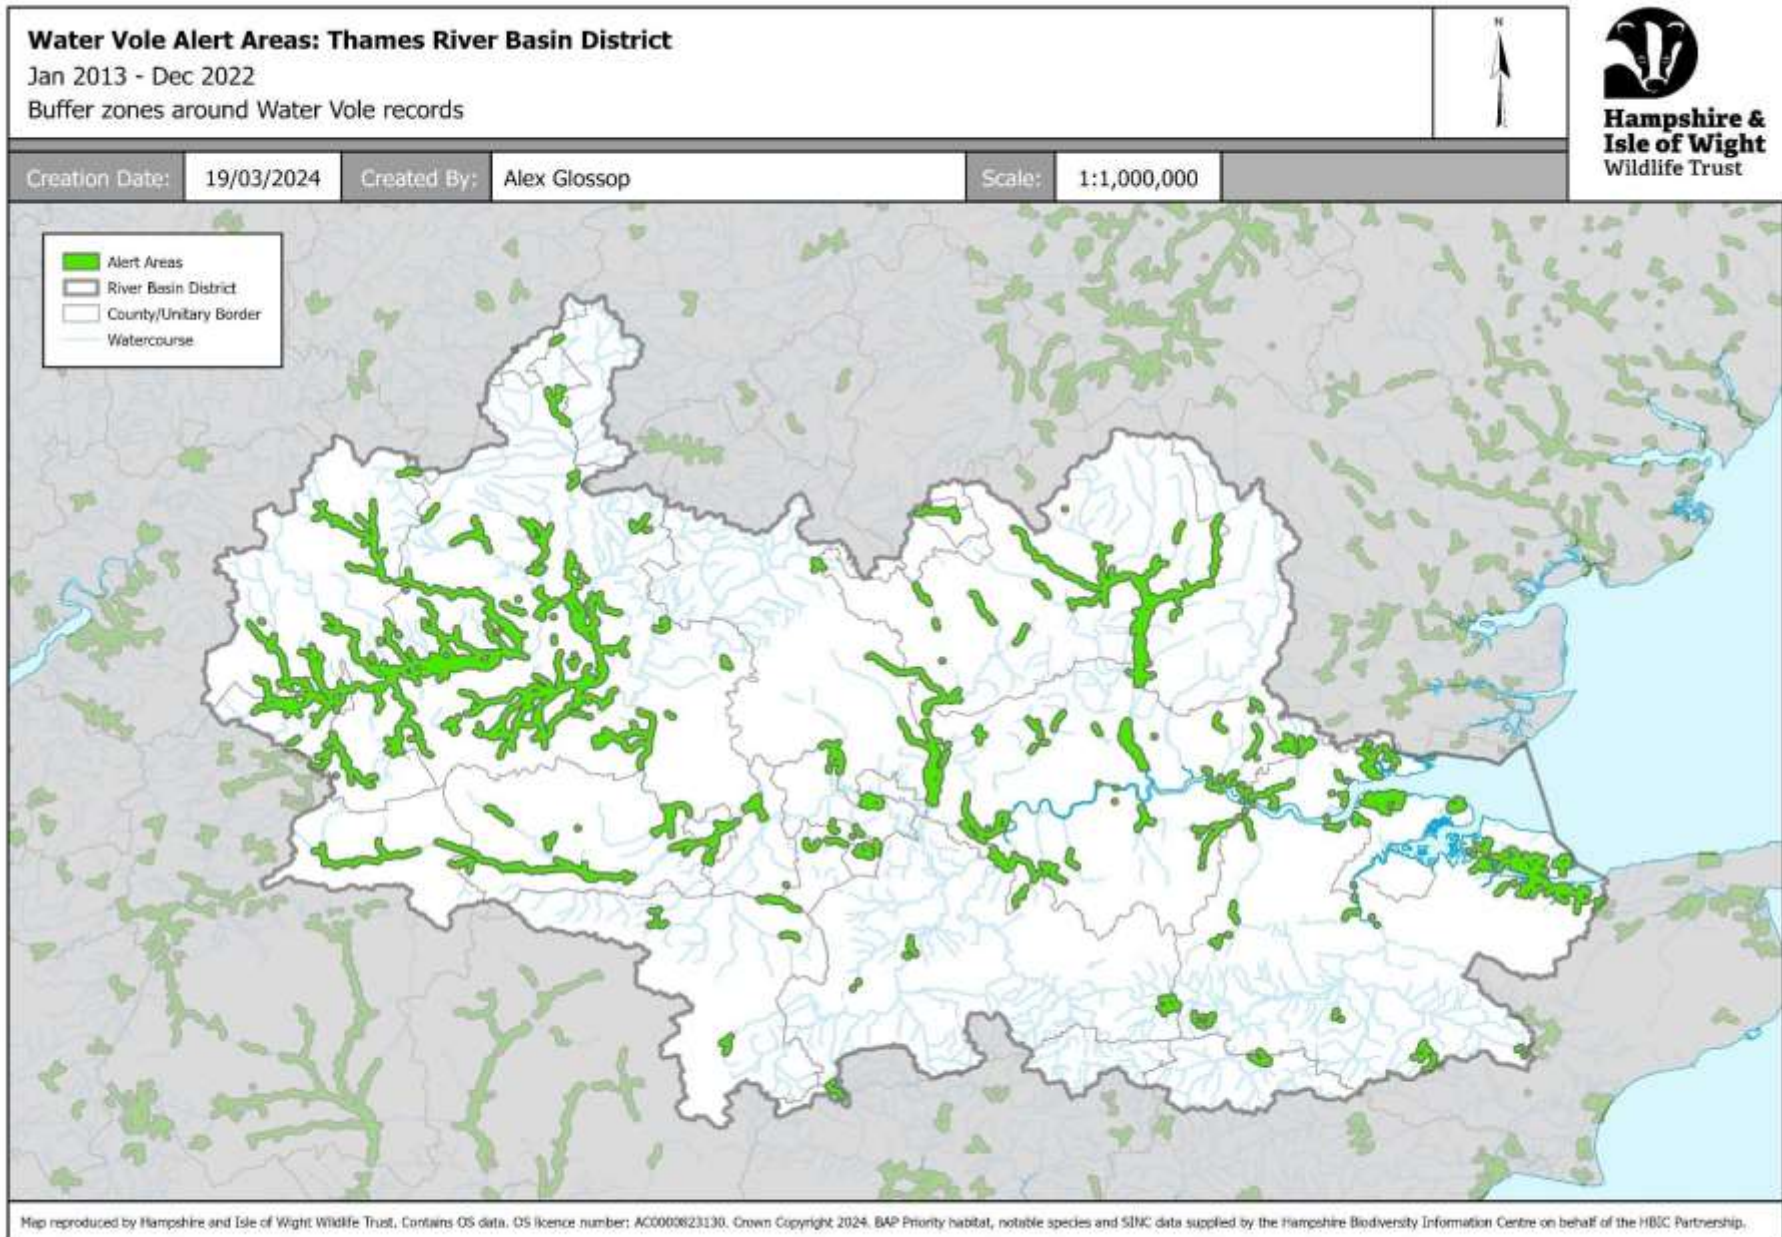 Water Vole Alert Areas: Thames River Basin District
Jan 2013 - Dec 2022
Buffer zones around Water Vole records
N
Hampshire &
Isle of Wight
Wildlife Trust
Creation Date: 19/03/2024 Created By: Alex Glossop Scale: 1:1,000,000
Alert Areas
River Basin District
County/Unitary Border
Watercourse
Map reproduced by Hampshire and Isle of Wight Wildlife Trust. Contains OS data. OS licence number: AC0000823130. Crown Copyright 2024. BAP Priority habitat, notable species and SINC data supplied by the Hampshire Biodiversity Information Centre on behalf of the HBIC Partnership.